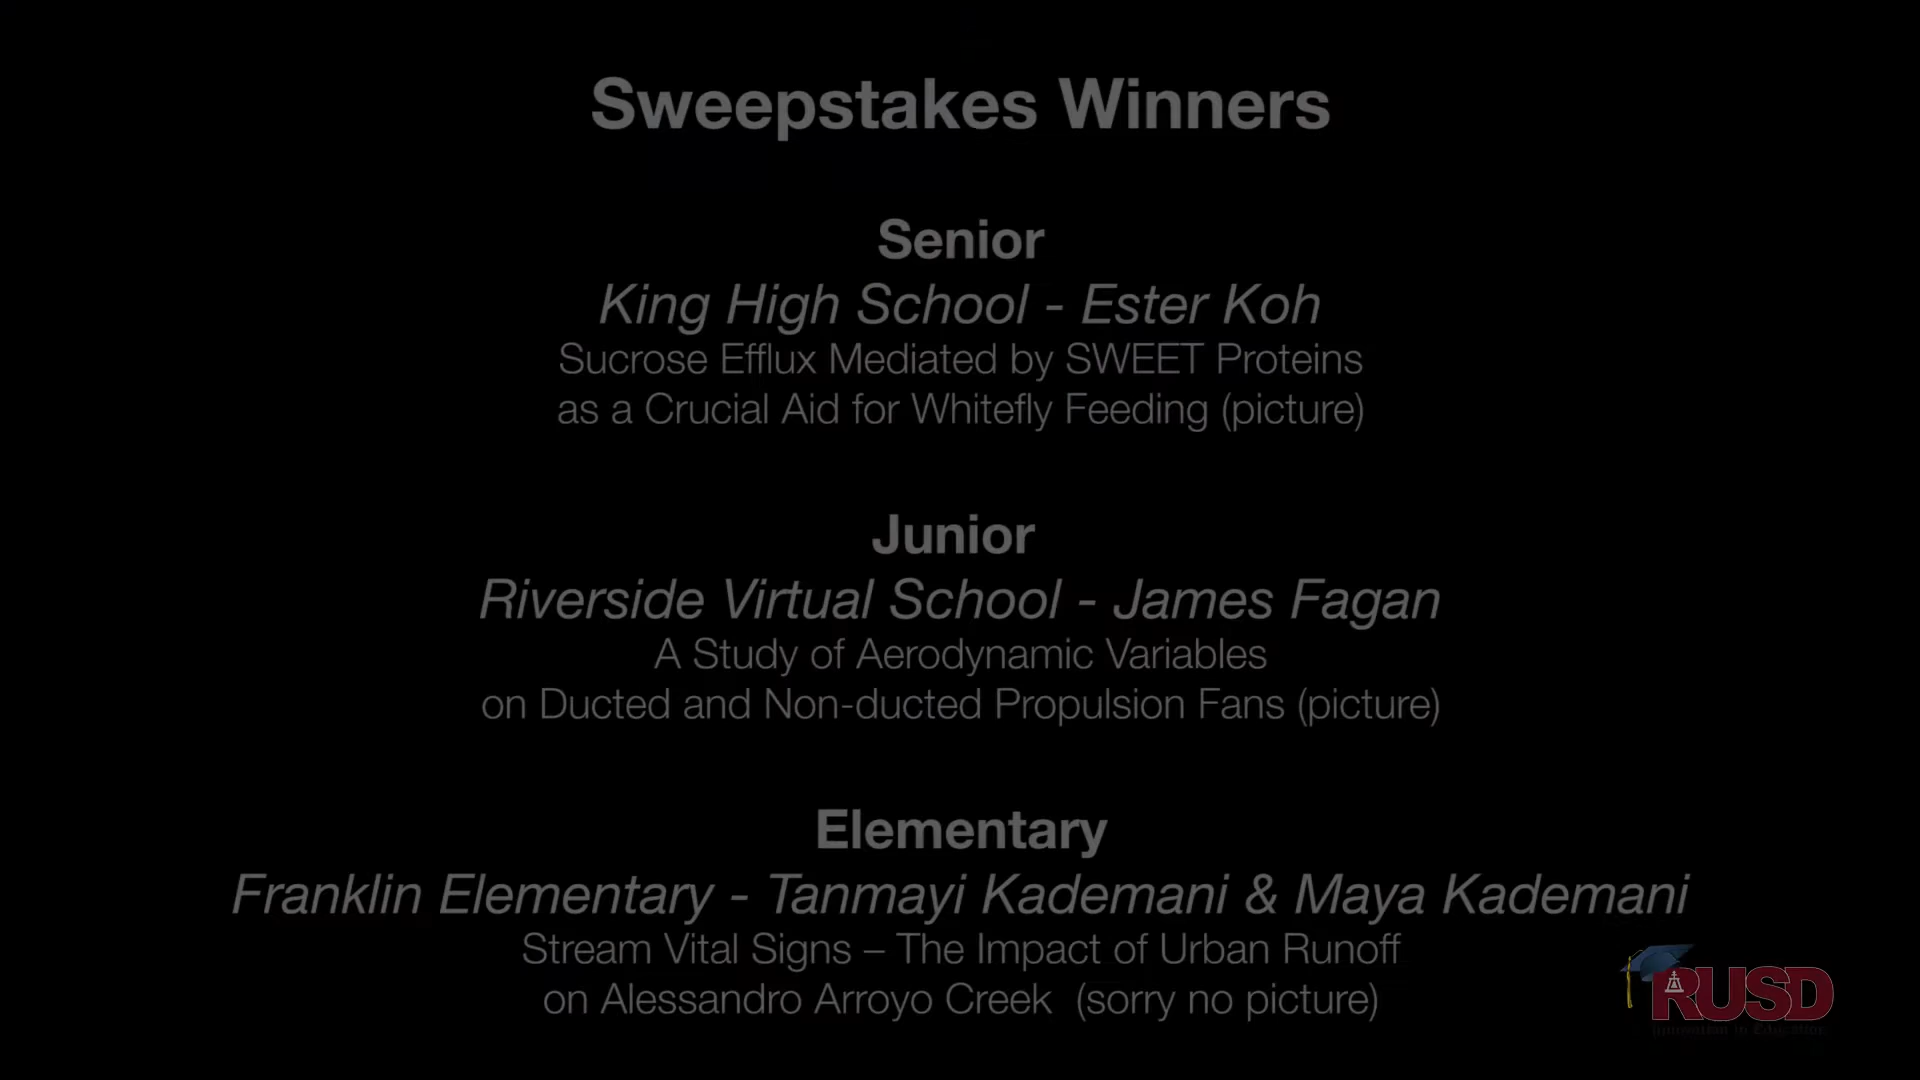 Sweepstakes Winners
Senior
King High School - Ester Koh
Sucrose Efflux Mediated by SWEET Proteins
as a Crucial Aid for Whitefly Feeding (picture)
Junior
Riverside Virtual School - James Fagan
A Study of Aerodynamic Variables
on Ducted and Non-ducted Propulsion Fans (picture)
Elementary
Franklin Elementary - Tanmayi Kademani & Maya Kademani
Stream Vital Signs – The Impact of Urban Runoff
on Alessandro Arroyo Creek (sorry no picture)
RUSD
Innovation in Education